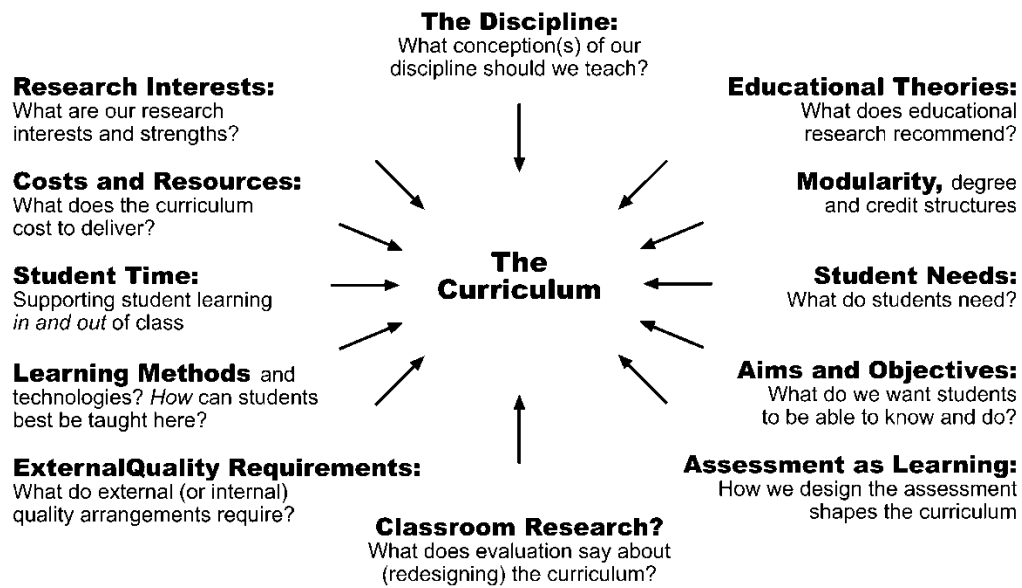 The Discipline:
What conception(s) of our
discipline should we teach?
Research Interests:
What are our research
interests and strengths?
Costs and Resources:
What does the curriculum
cost to deliver?
Student Time:
Supporting student learning
in and out of class
Learning Methods and
technologies? How can students
best be taught here?
ExternalQuality Requirements:
What do external (or internal)
quality arrangements require?
The
Curriculum
Educational Theories:
What does educational
research recommend?
Modularity, degree
and credit structures
Student Needs:
What do students need?
Aims and Objectives:
What do we want students
to be able to know and do?
Assessment as Learning:
How we design the assessment
shapes the curriculum
Classroom Research?
What does evaluation say about
(redesigning) the curriculum?